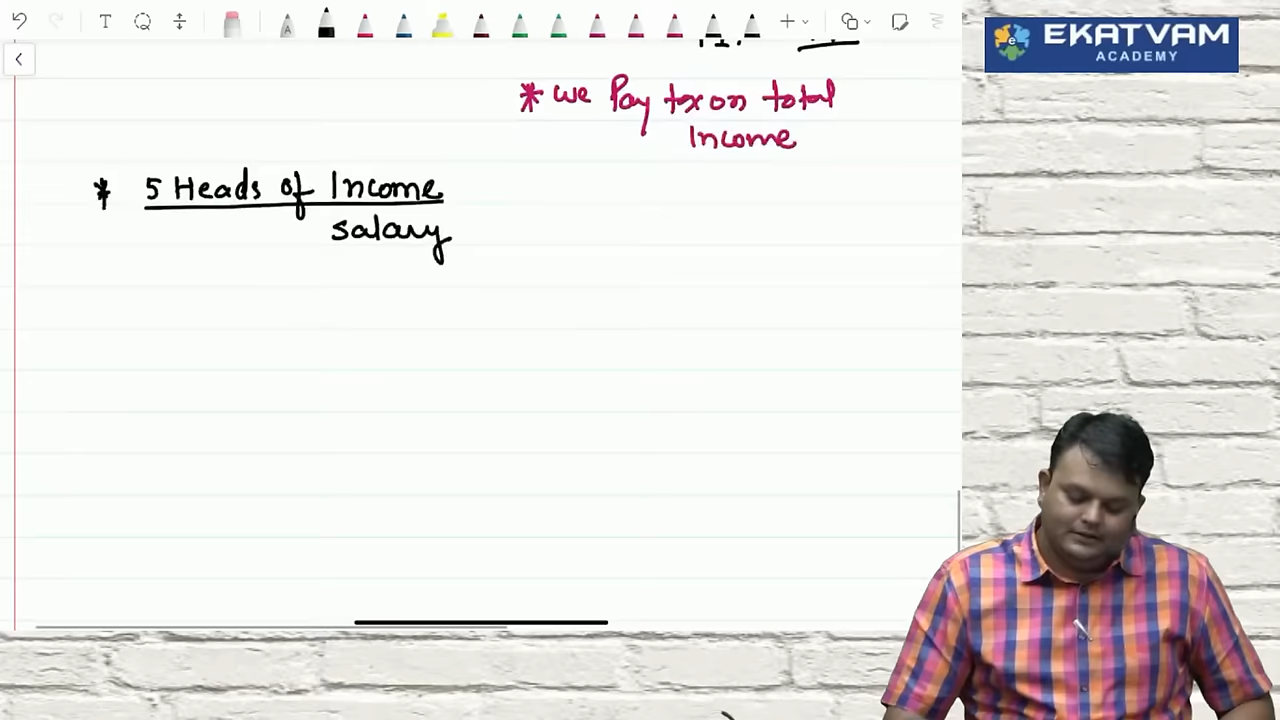 EKATVAM
ACADEMY
* we Pay tax on total
Income
* 5 Heads of Income
salary